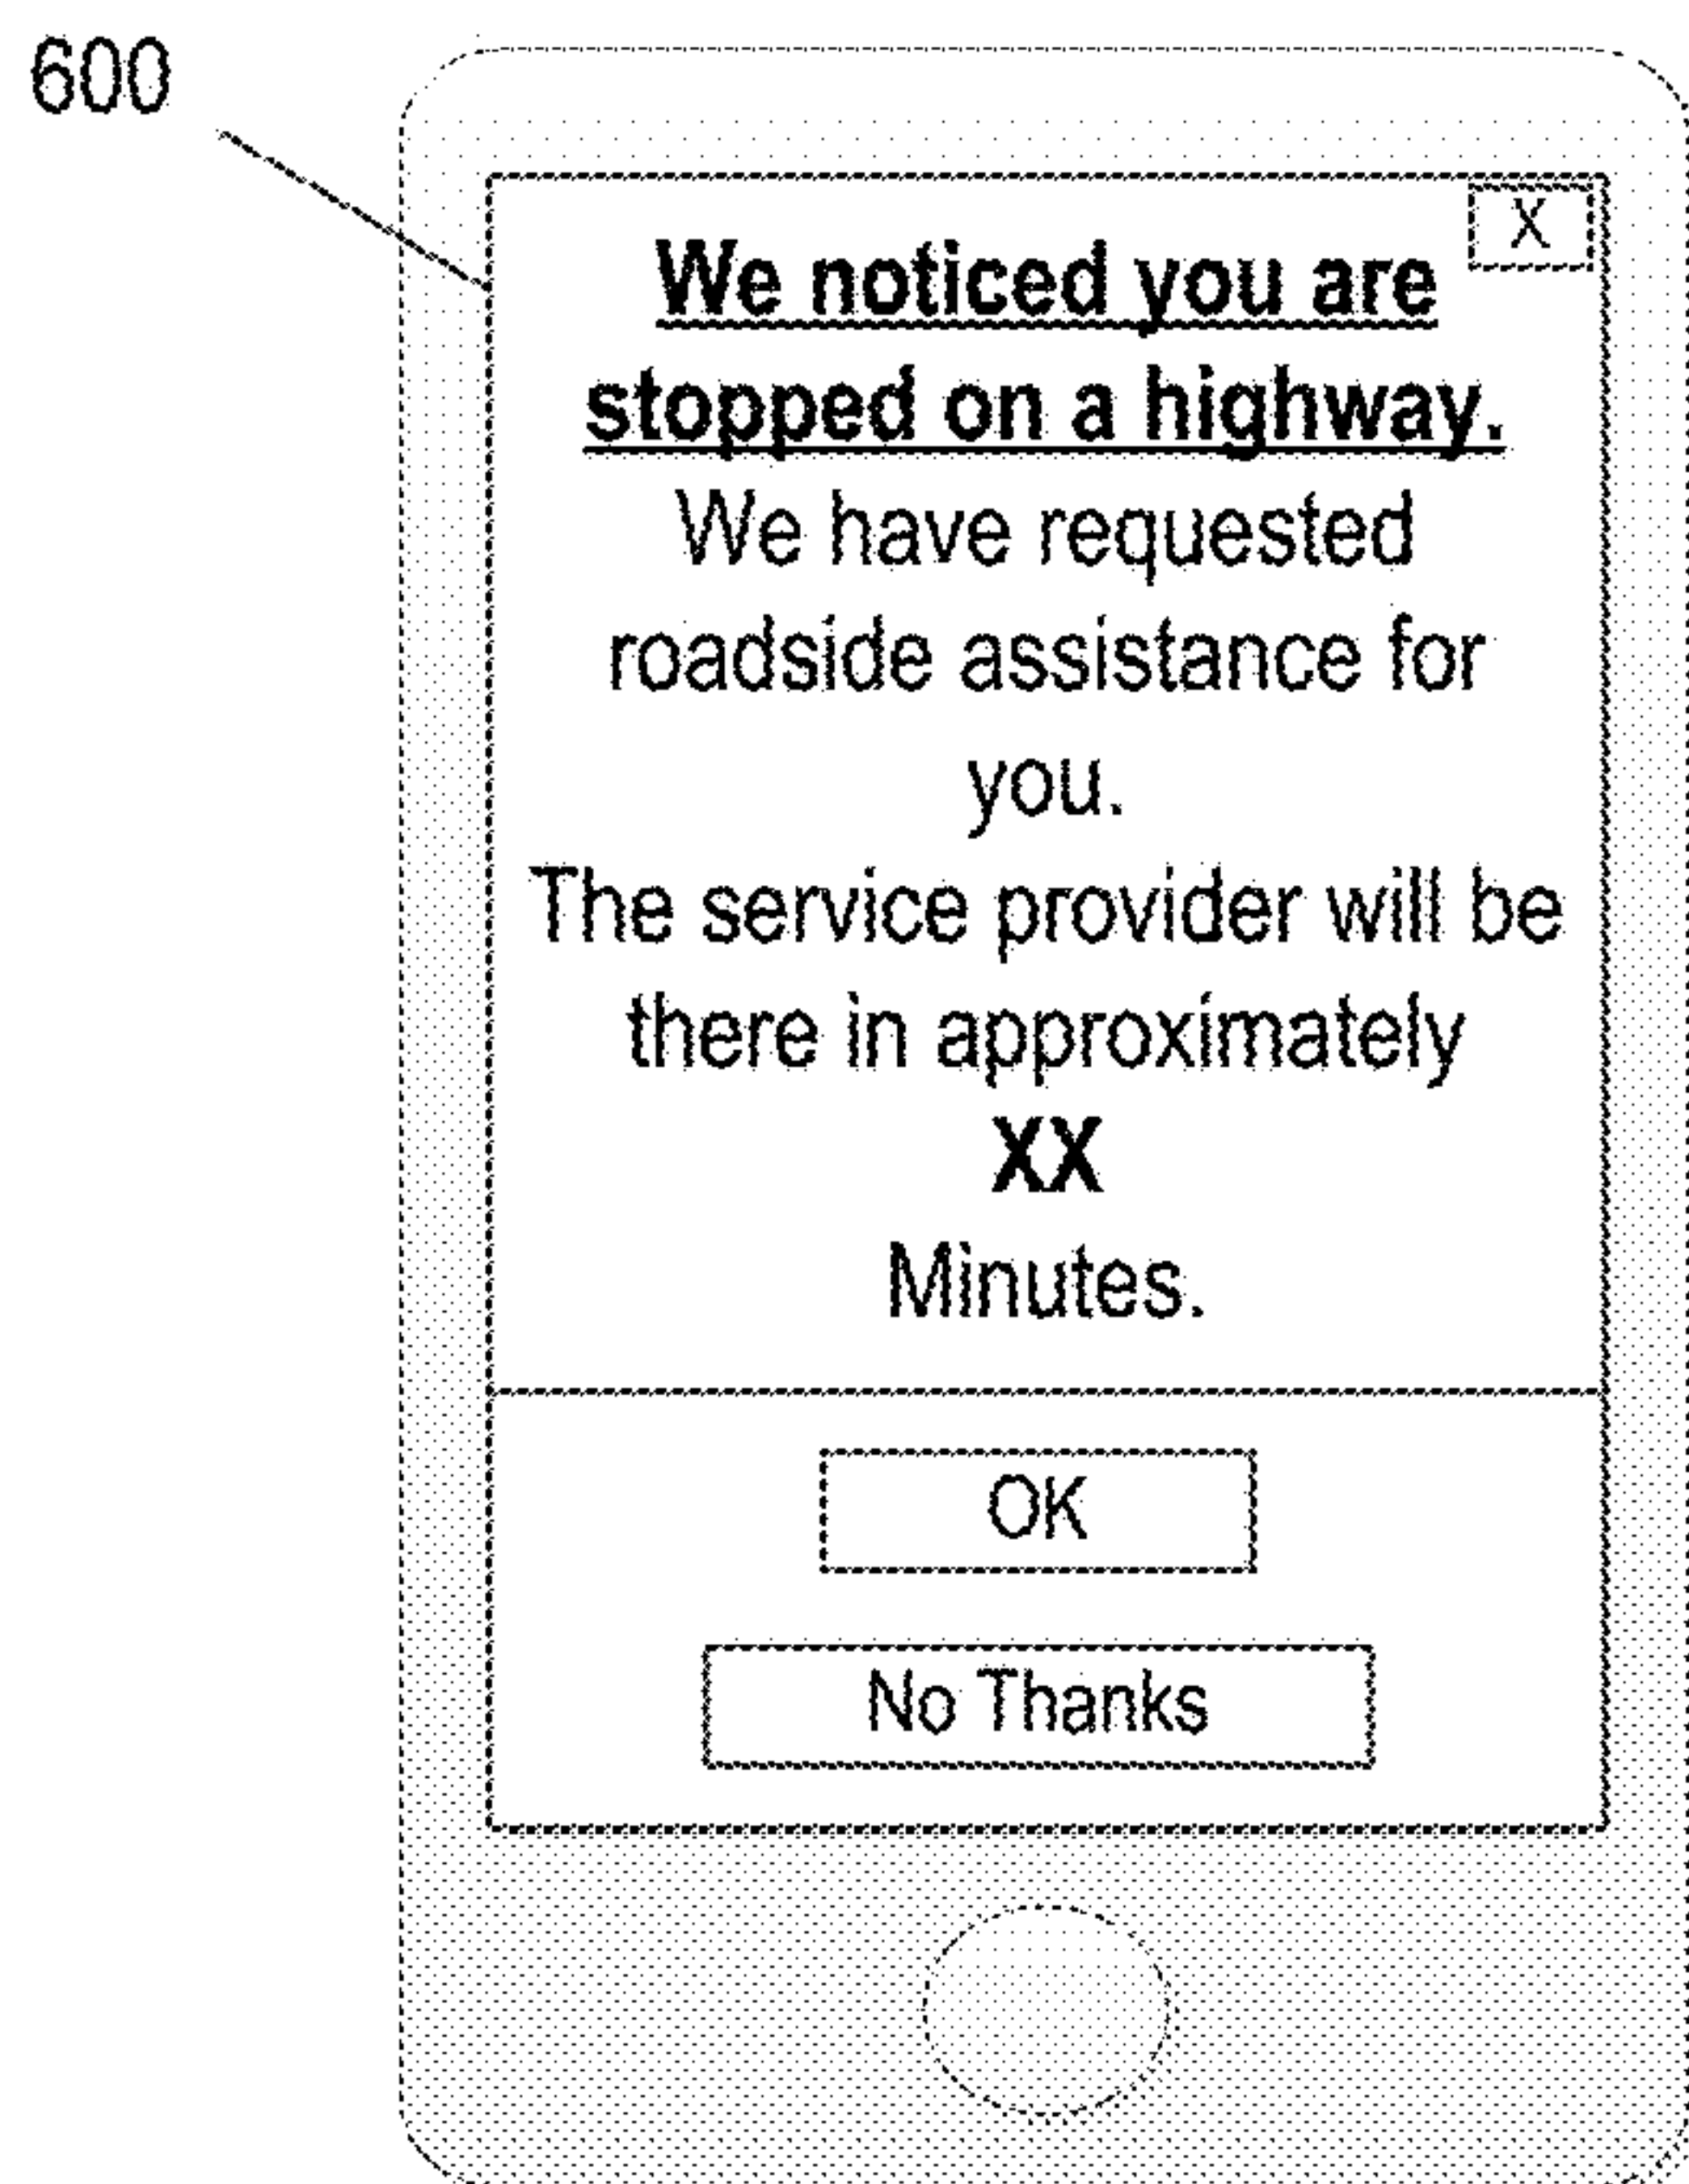 600
X
We noticed you are
stopped on a highway.
We have requested
roadside assistance for
you.
The service provider will be
there in approximately
XX
Minutes.
OK
No Thanks